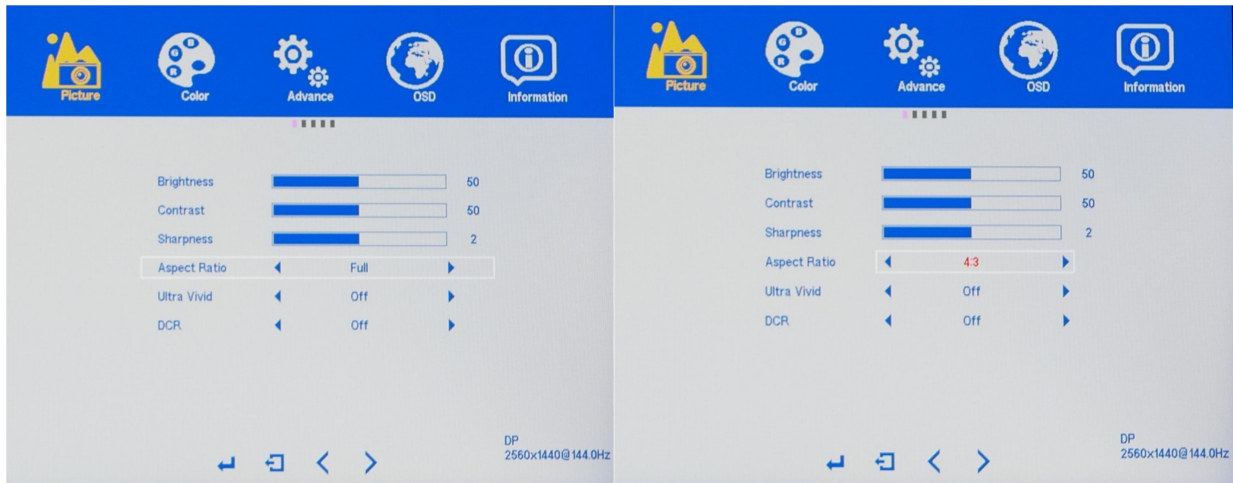 Picture Color Advance OSD Information
Brightness 50
Contrast 50
Sharpness 2
Aspect Ratio Full
Ultra Vivid Off
DCR Off
DP
2560x1440@144.0Hz
Picture Color Advance OSD Information
Brightness 50
Contrast 50
Sharpness 2
Aspect Ratio 4:3
Ultra Vivid Off
DCR Off
DP
2560x1440@144.0Hz